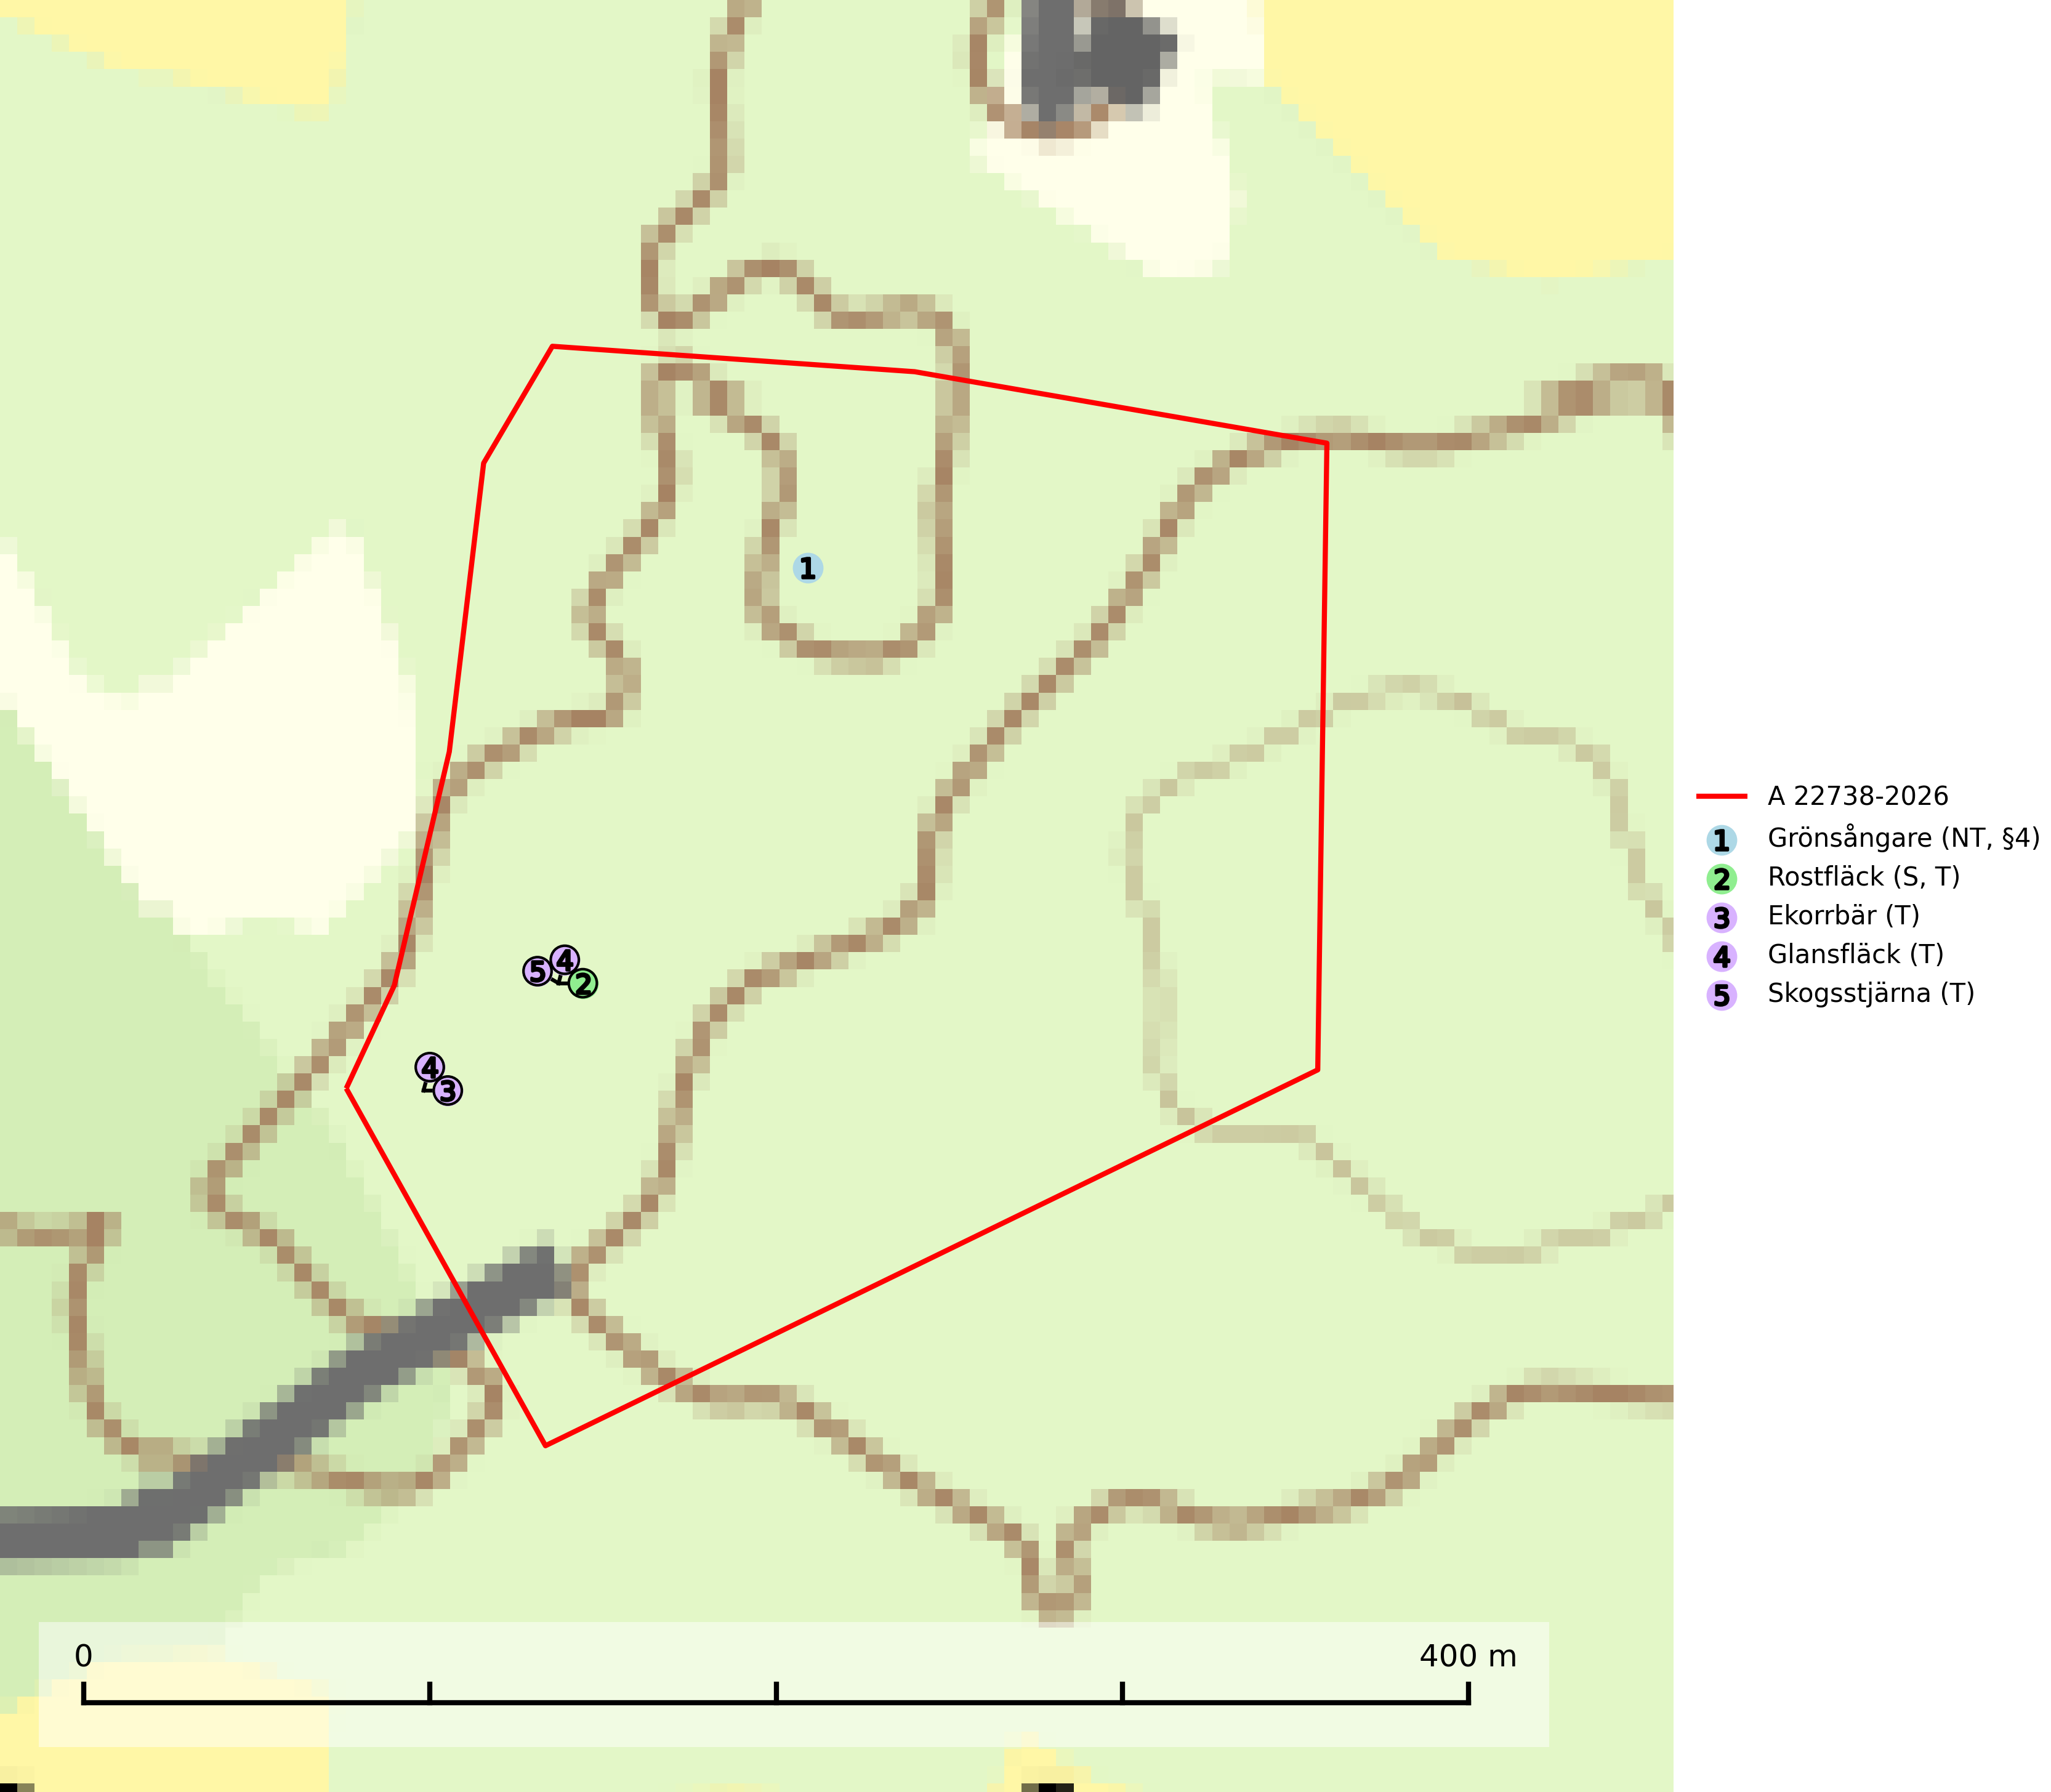 1
5 4 2
4 3
0 400 m
A 22738-2026
1 Grönsångare (NT, §4)
2 Rostfläck (S, T)
3 Ekorrbär (T)
4 Glansfläck (T)
5 Skogsstjärna (T)